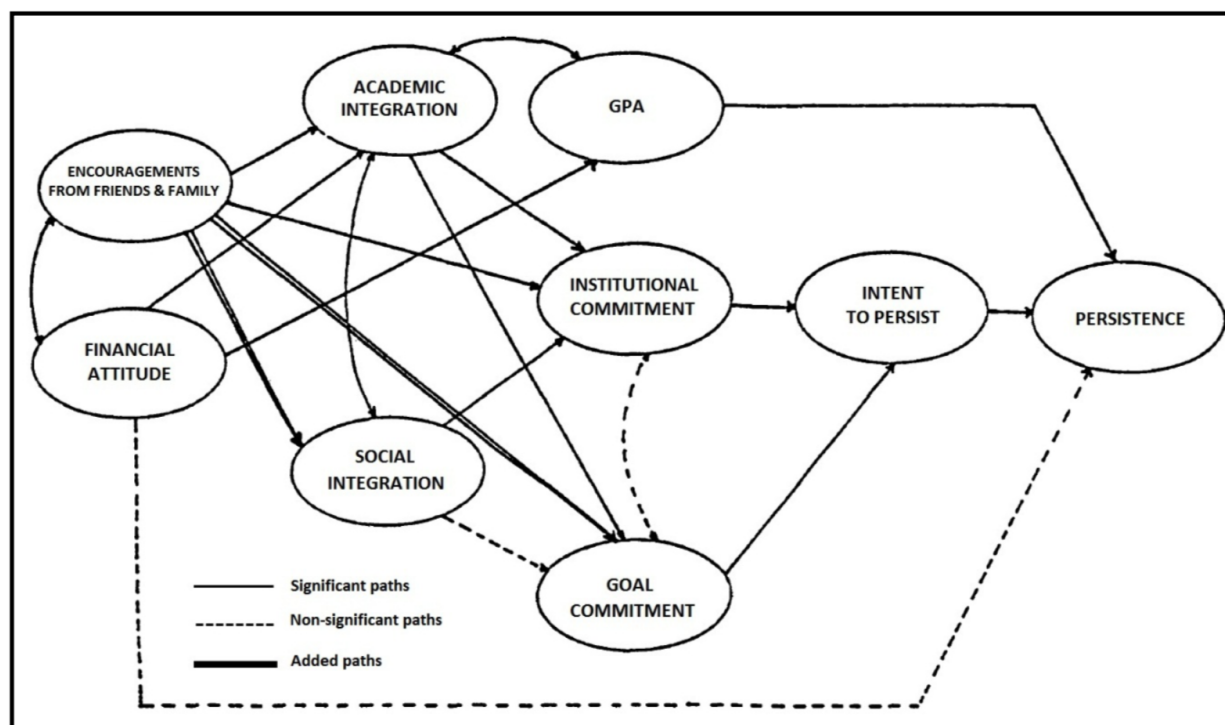 ACADEMIC
INTEGRATION
GPA
ENCOURAGEMENTS
FROM FRIENDS & FAMILY
INSTITUTIONAL
COMMITMENT
INTENT
TO PERSIST
PERSISTENCE
FINANCIAL
ATTITUDE
SOCIAL
INTEGRATION
GOAL
COMMITMENT
Significant paths
Non-significant paths
Added paths